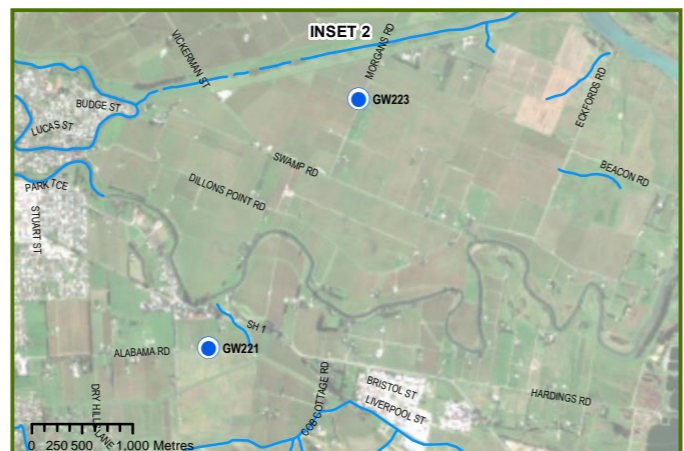 INSET 2
VICKERMAN ST
MORGANS RD
GW223
ECKFORDS RD
BUDGE ST
LUCAS ST
SWAMP RD
BEACON RD
PARK TCE
DILLONS POINT RD
STUART ST
SH 1
GW221
ALABAMA RD
COB COTTAGE RD
BRISTOL ST
HARDINGS RD
LIVERPOOL ST
DRY HILLS LANE
0 250 500 1,000 Metres